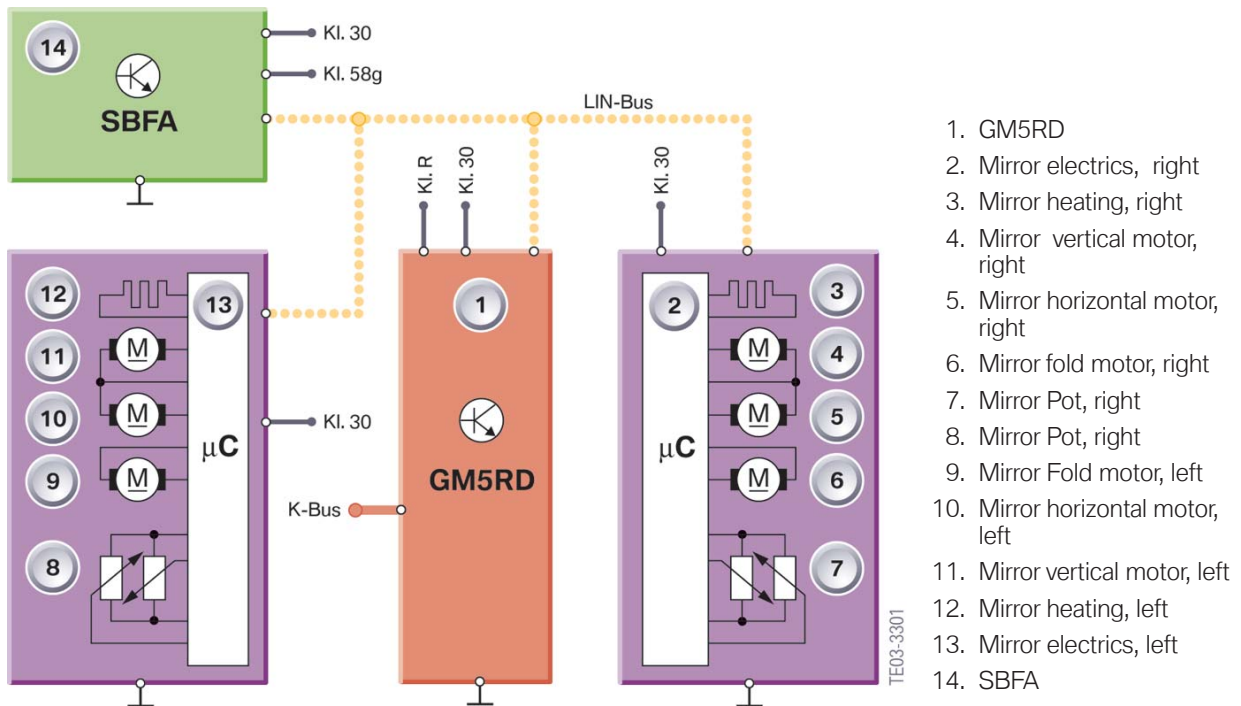 14
SBFA
Kl. 30
Kl. 58g
LIN-Bus
Kl. R
Kl. 30
Kl. 30
12
11
10
9
8
13
M
M
M
µC
Kl. 30
1
GM5RD
K-Bus
2
µC
M
M
M
3
4
5
6
7
TE03-3301
1. GM5RD
2. Mirror electrics, right
3. Mirror heating, right
4. Mirror vertical motor,
right
5. Mirror horizontal motor,
right
6. Mirror fold motor, right
7. Mirror Pot, right
8. Mirror Pot, right
9. Mirror Fold motor, left
10. Mirror horizontal motor,
left
11. Mirror vertical motor, left
12. Mirror heating, left
13. Mirror electrics, left
14. SBFA